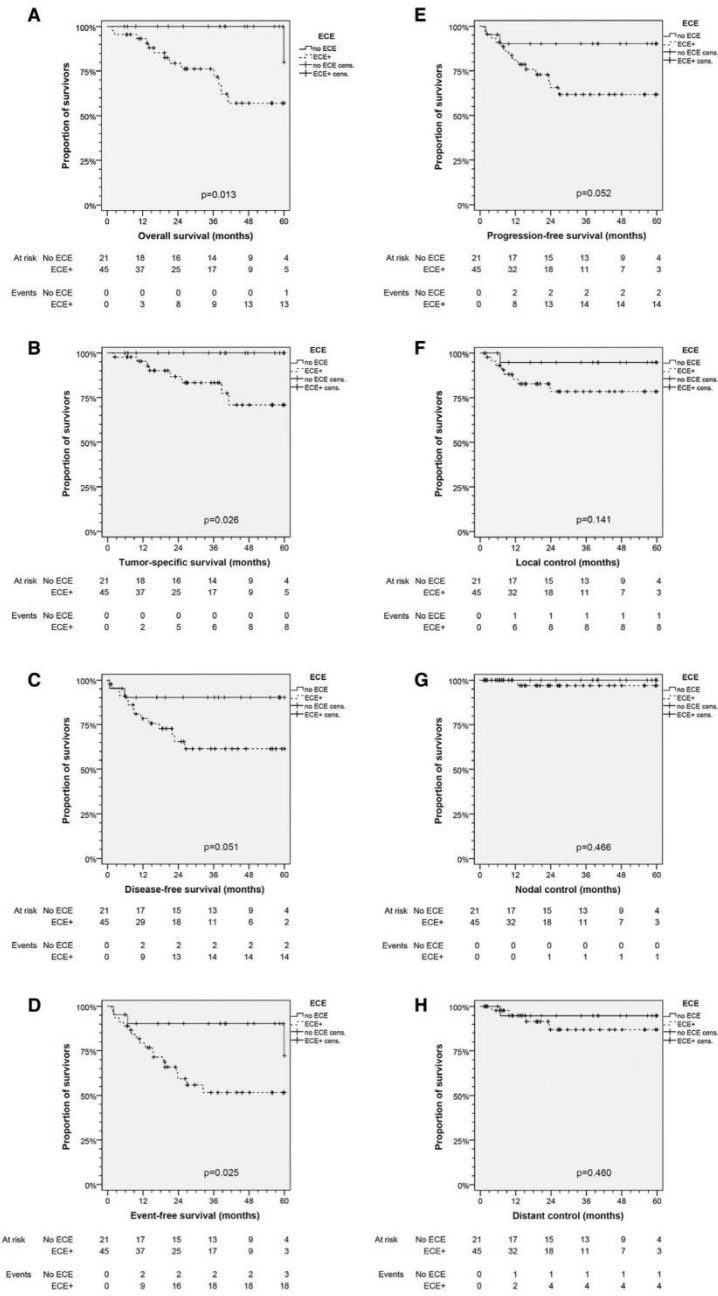 A
Proportion of survivors
100%
75%
50%
25%
0%
ECE
no ECE
ECE+
no ECE cens.
ECE+ cens.
p=0.013
0 12 24 36 48 60
Overall survival (months)
At risk No ECE 21 18 16 14 9 4
ECE+ 45 37 25 17 9 5
Events No ECE 0 0 0 0 0 1
ECE+ 0 3 8 9 13 13
B
Proportion of survivors
100%
75%
50%
25%
0%
ECE
no ECE
ECE+
no ECE cens.
ECE+ cens.
p=0.026
0 12 24 36 48 60
Tumor-specific survival (months)
At risk No ECE 21 18 16 14 9 4
ECE+ 45 37 25 17 9 5
Events No ECE 0 0 0 0 0 0
ECE+ 0 2 5 6 8 8
C
Proportion of survivors
100%
75%
50%
25%
0%
ECE
no ECE
ECE+
no ECE cens.
ECE+ cens.
p=0.051
0 12 24 36 48 60
Disease-free survival (months)
At risk No ECE 21 17 15 13 9 4
ECE+ 45 29 18 11 6 2
Events No ECE 0 2 2 2 2 2
ECE+ 0 9 13 14 14 14
D
Proportion of survivors
100%
75%
50%
25%
0%
ECE
no ECE
ECE+
no ECE cens.
ECE+ cens.
p=0.025
0 12 24 36 48 60
Event-free survival (months)
At risk No ECE 21 17 15 13 9 4
ECE+ 45 37 25 17 9 3
Events No ECE 0 2 2 2 2 3
ECE+ 0 9 16 18 18 18
E
Proportion of survivors
100%
75%
50%
25%
0%
ECE
no ECE
ECE+
no ECE cens.
ECE+ cens.
p=0.052
0 12 24 36 48 60
Progression-free survival (months)
At risk No ECE 21 17 15 13 9 4
ECE+ 45 32 18 11 7 3
Events No ECE 0 2 2 2 2 2
ECE+ 0 8 13 14 14 14
F
Proportion of survivors
100%
75%
50%
25%
0%
ECE
no ECE
ECE+
no ECE cens.
ECE+ cens.
p=0.141
0 12 24 36 48 60
Local control (months)
At risk No ECE 21 17 15 13 9 4
ECE+ 45 32 18 11 7 3
Events No ECE 0 1 1 1 1 1
ECE+ 0 6 8 8 8 8
G
Proportion of survivors
100%
75%
50%
25%
0%
ECE
no ECE
ECE+
no ECE cens.
ECE+ cens.
p=0.466
0 12 24 36 48 60
Nodal control (months)
At risk No ECE 21 17 15 13 9 4
ECE+ 45 32 18 11 7 3
Events No ECE 0 0 0 0 0 0
ECE+ 0 0 1 1 1 1
H
Proportion of survivors
100%
75%
50%
25%
0%
ECE
no ECE
ECE+
no ECE cens.
ECE+ cens.
p=0.460
0 12 24 36 48 60
Distant control (months)
At risk No ECE 21 17 15 13 9 4
ECE+ 45 32 18 11 7 3
Events No ECE 0 1 1 1 1 1
ECE+ 0 2 4 4 4 4